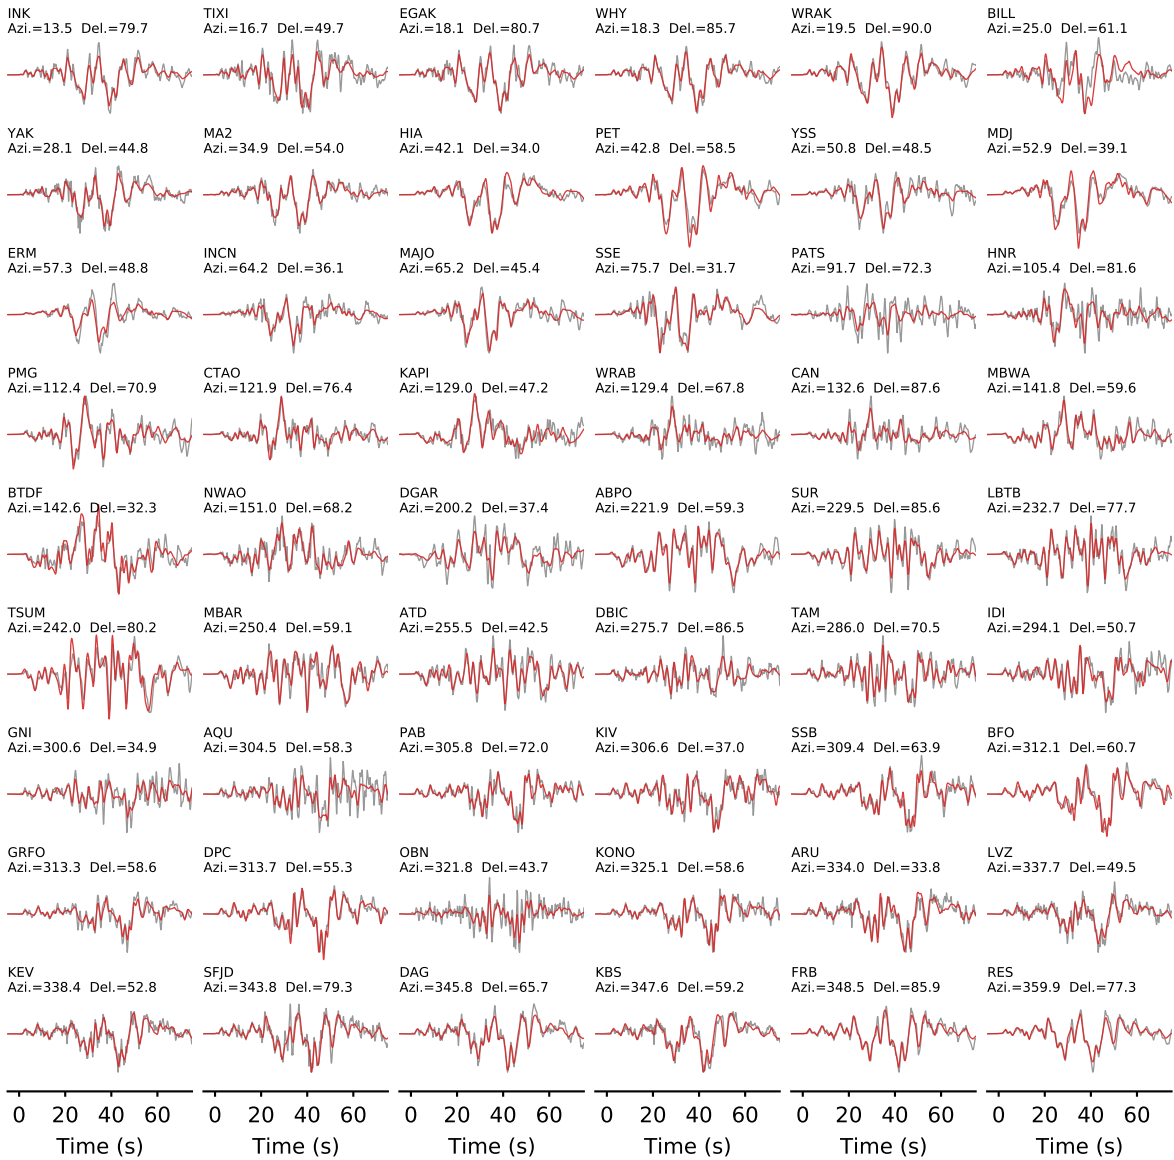 INK TIXI EGAK WHY WRAK BILL
Azi.=13.5 Del.=79.7 Azi.=16.7 Del.=49.7 Azi.=18.1 Del.=80.7 Azi.=18.3 Del.=85.7 Azi.=19.5 Del.=90.0 Azi.=25.0 Del.=61.1
YAK MA2 HIA PET YSS MDJ
Azi.=28.1 Del.=44.8 Azi.=34.9 Del.=54.0 Azi.=42.1 Del.=34.0 Azi.=42.8 Del.=58.5 Azi.=50.8 Del.=48.5 Azi.=52.9 Del.=39.1
ERM INCN MAJO SSE PATS HNR
Azi.=57.3 Del.=48.8 Azi.=64.2 Del.=36.1 Azi.=65.2 Del.=45.4 Azi.=75.7 Del.=31.7 Azi.=91.7 Del.=72.3 Azi.=105.4 Del.=81.6
PMG CTAO KAPI WRAB CAN MBWA
Azi.=112.4 Del.=70.9 Azi.=121.9 Del.=76.4 Azi.=129.0 Del.=47.2 Azi.=129.4 Del.=67.8 Azi.=132.6 Del.=87.6 Azi.=141.8 Del.=59.6
BTDF NWAO DGAR ABPO SUR LBTB
Azi.=142.6 Del.=32.3 Azi.=151.0 Del.=68.2 Azi.=200.2 Del.=37.4 Azi.=221.9 Del.=59.3 Azi.=229.5 Del.=85.6 Azi.=232.7 Del.=77.7
TSUM MBAR ATD DBIC TAM IDI
Azi.=242.0 Del.=80.2 Azi.=250.4 Del.=59.1 Azi.=255.5 Del.=42.5 Azi.=275.7 Del.=86.5 Azi.=286.0 Del.=70.5 Azi.=294.1 Del.=50.7
GNI AQU PAB KIV SSB BFO
Azi.=300.6 Del.=34.9 Azi.=304.5 Del.=58.3 Azi.=305.8 Del.=72.0 Azi.=306.6 Del.=37.0 Azi.=309.4 Del.=63.9 Azi.=312.1 Del.=60.7
GRFO DPC OBN KONO ARU LVZ
Azi.=313.3 Del.=58.6 Azi.=313.7 Del.=55.3 Azi.=321.8 Del.=43.7 Azi.=325.1 Del.=58.6 Azi.=334.0 Del.=33.8 Azi.=337.7 Del.=49.5
KEV SFJD DAG KBS FRB RES
Azi.=338.4 Del.=52.8 Azi.=343.8 Del.=79.3 Azi.=345.8 Del.=65.7 Azi.=347.6 Del.=59.2 Azi.=348.5 Del.=85.9 Azi.=359.9 Del.=77.3
0 20 40 60 0 20 40 60 0 20 40 60 0 20 40 60 0 20 40 60 0 20 40 60
Time (s) Time (s) Time (s) Time (s) Time (s) Time (s)